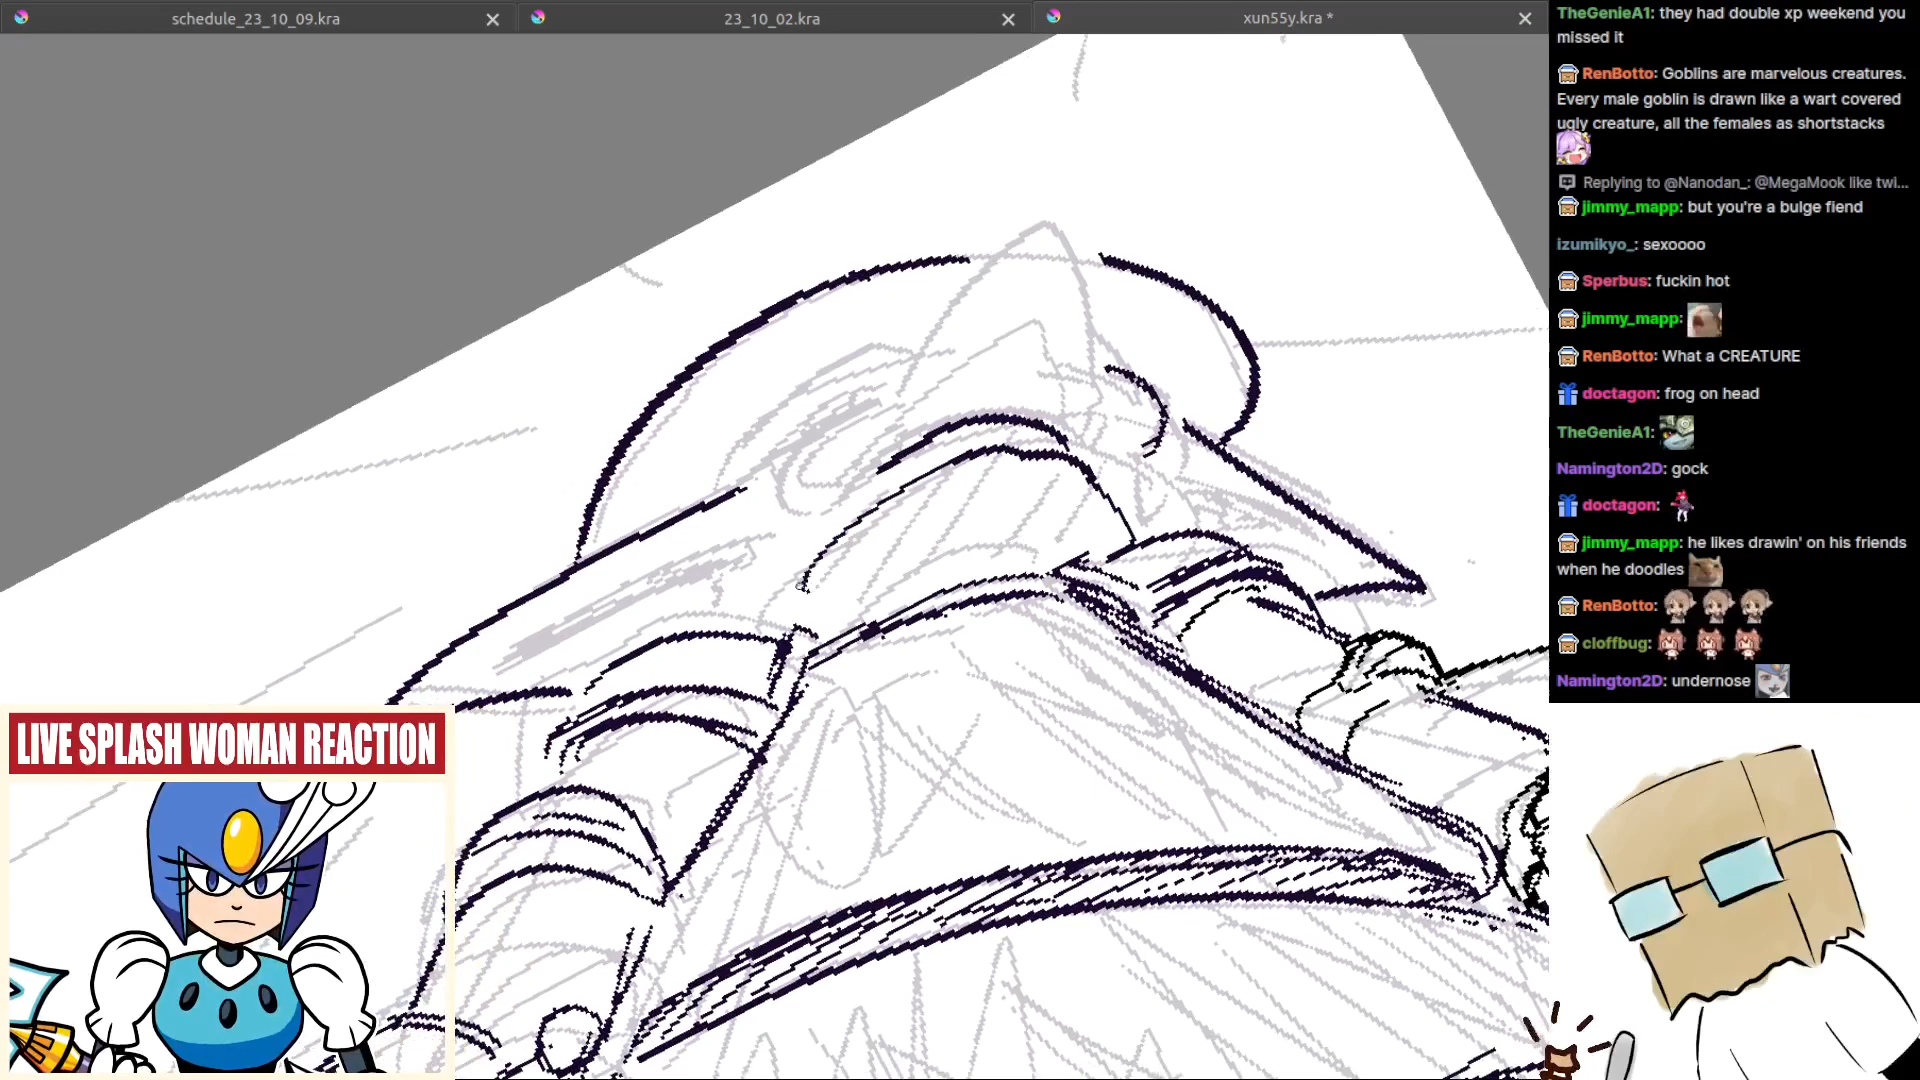 schedule_23_10_09.kra
23_10_02.kra
xun55y.kra *
TheGenieA1: they had double xp weekend you
missed it
RenBotto: Goblins are marvelous creatures.
Every male goblin is drawn like a wart covered
ugly creature, all the females as shortstacks
Replying to @Nanodan_: @MegaMook like twi...
jimmy_mapp: but you're a bulge fiend
izumikyo_: sexoooo
Sperbus: fuckin hot
jimmy_mapp:
RenBotto: What a CREATURE
doctagon: frog on head
TheGenieA1:
Namington2D: gock
doctagon:
jimmy_mapp: he likes drawin' on his friends
when he doodles
RenBotto:
cloffbug:
Namington2D: undernose
LIVE SPLASH WOMAN REACTION